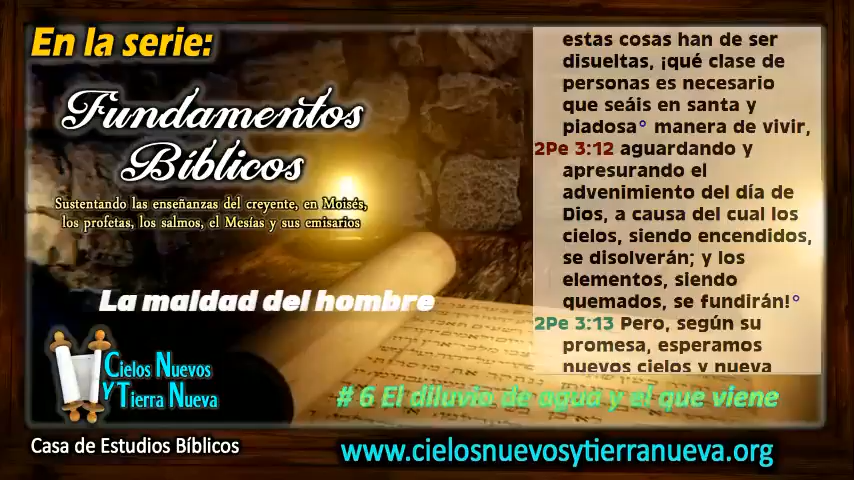 En la serie:
Fundamentos
Bíblicos
Sustentando las enseñanzas del creyente, en Moisés,
los profetas, los salmos, el Mesías y sus emisarios
La maldad del hombre
Cielos Nuevos
Y Tierra Nueva
Casa de Estudios Bíblicos
estas cosas han de ser
disueltas, ¡qué clase de
personas es necesario
que seáis en santa y
piadosa° manera de vivir,
2Pe 3:12 aguardando y
apresurando el
advenimiento del día de
Dios, a causa del cual los
cielos, siendo encendidos,
se disolverán; y los
elementos, siendo
quemados, se fundirán!°
2Pe 3:13 Pero, según su
promesa, esperamos
nuevos cielos y nueva
# 6 El diluvio de agua y el que viene
www.cielosnuevosytierranueva.org